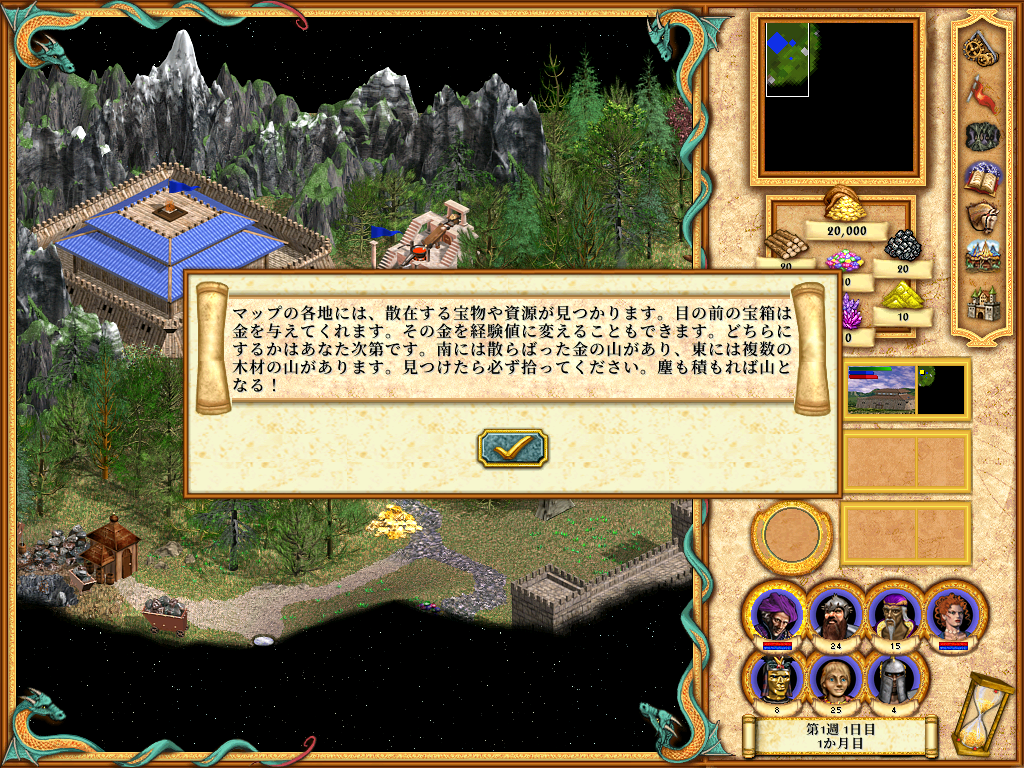 マップの各地には、散在する宝物や資源が見つかります。目の前の宝箱は
金を与えてくれます。その金を経験値に変えることもできます。どちらに
するかはあなた次第です。南には散らばった金の山があり、東には複数の
木材の山があります。見つけたら必ず拾ってください。塵も積もれば山と
なる！
20,000
20
0
10
0
24
15
8
25
4
第1週 1日目
1か月目